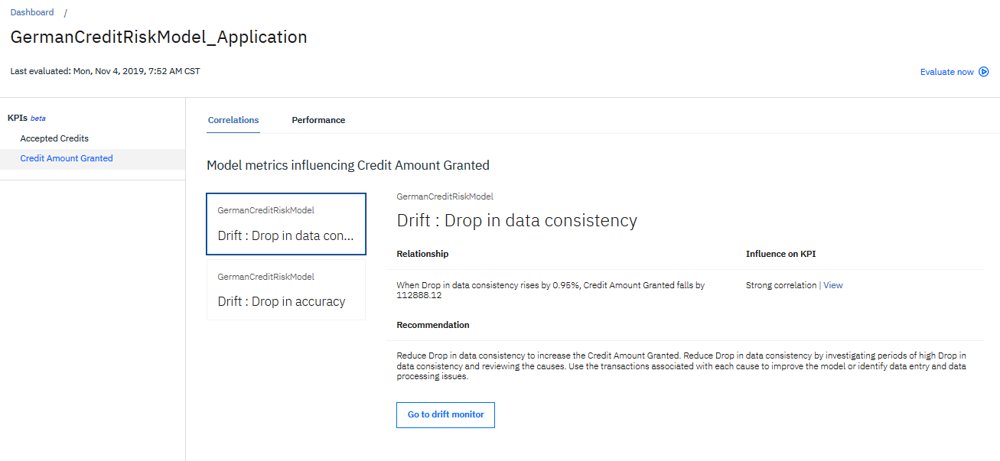 Dashboard /
GermanCreditRiskModel_Application
Last evaluated: Mon, Nov 4, 2019, 7:52 AM CST
Evaluate now
KPIs beta
Accepted Credits
Credit Amount Granted
Correlations
Performance
Model metrics influencing Credit Amount Granted
GermanCreditRiskModel
Drift : Drop in data con...
GermanCreditRiskModel
Drift : Drop in accuracy
GermanCreditRiskModel
Drift : Drop in data consistency
Relationship
Influence on KPI
When Drop in data consistency rises by 0.95%, Credit Amount Granted falls by
112888.12
Strong correlation | View
Recommendation
Reduce Drop in data consistency to increase the Credit Amount Granted. Reduce Drop in data consistency by investigating periods of high Drop in
data consistency and reviewing the causes. Use the transactions associated with each cause to improve the model or identify data entry and data
processing issues.
Go to drift monitor